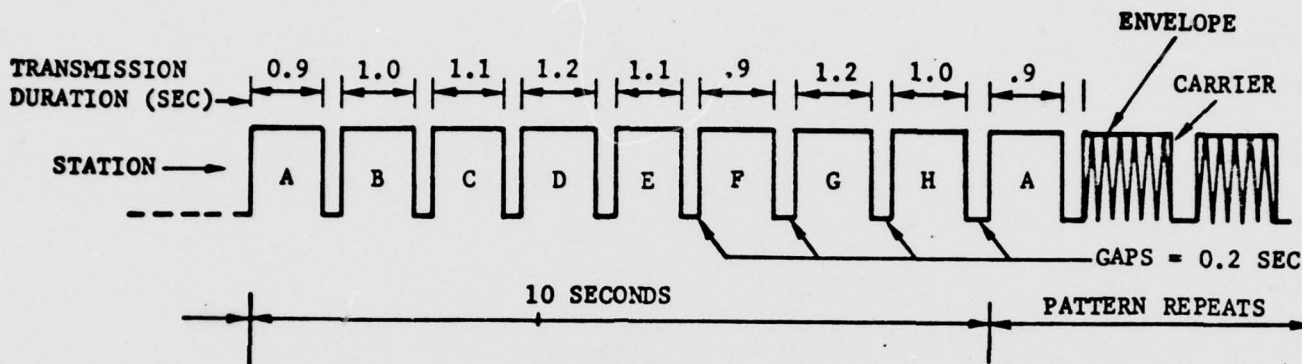 ENVELOPE
TRANSMISSION 0.9 1.0 1.1 1.2 1.1 .9 1.2 1.0 .9
DURATION (SEC)
CARRIER
STATION A B C D E F G H A
GAPS = 0.2 SEC
10 SECONDS PATTERN REPEATS